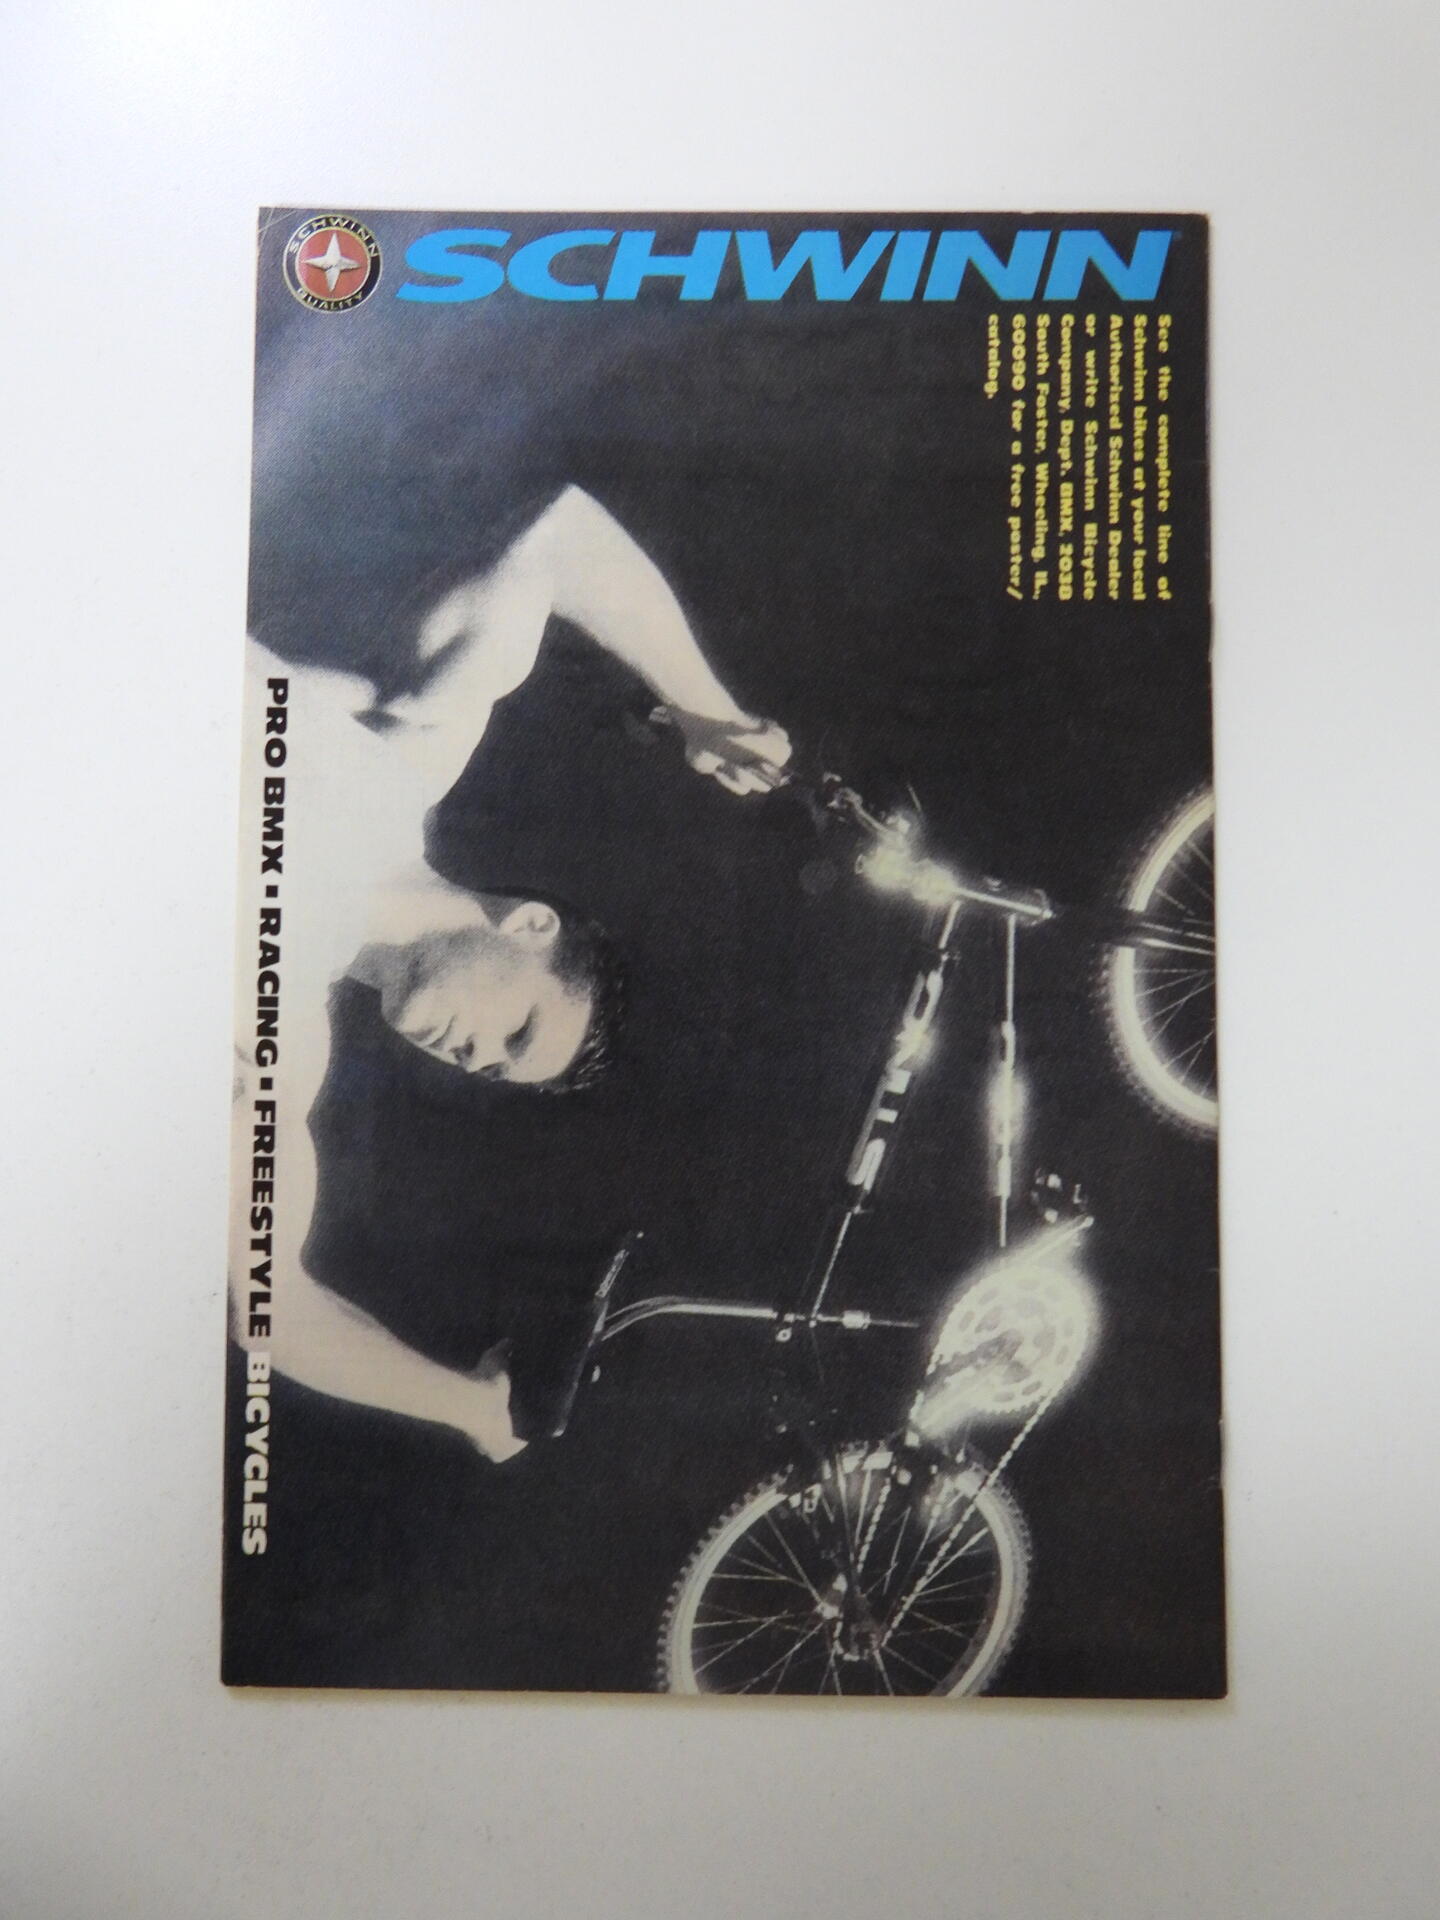 SCHWINN
QUALITY
SCHWINN
See the complete line of
Schwinn bikes at your local
Authorized Schwinn Dealer
or write Schwinn Bicycle
Company, Dept. BMX, 2038
South Foster, Wheeling, IL.,
60090 for a free poster/
catalog.
STING
PRO BMX ▪ RACING ▪ FREESTYLE BICYCLES